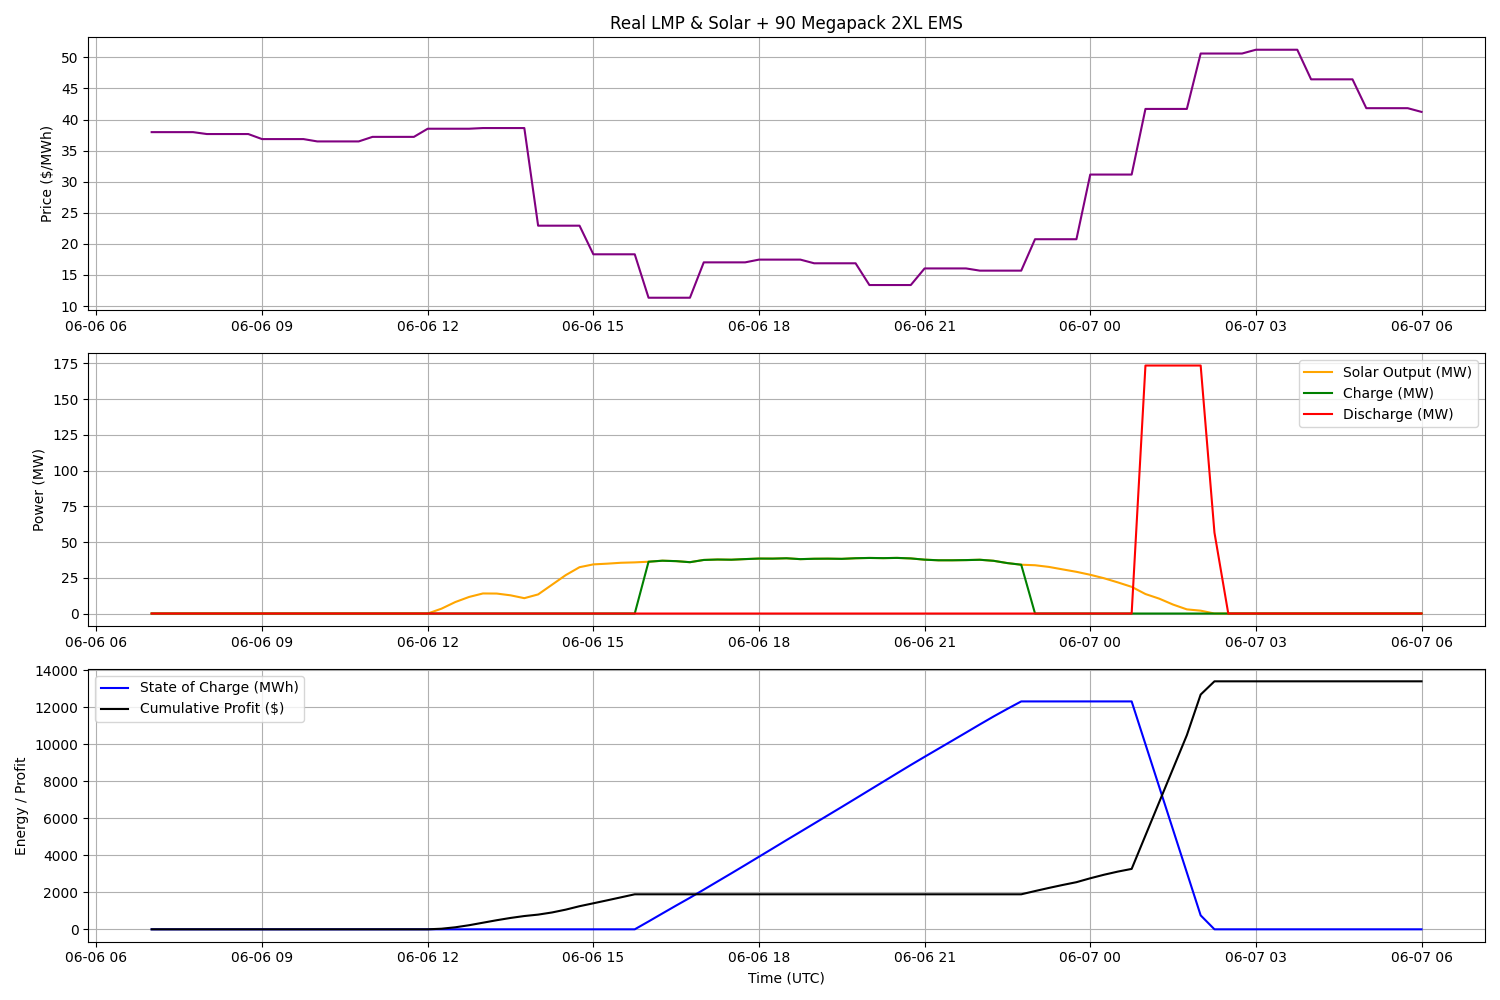 Real LMP & Solar + 90 Megapack 2XL EMS
Price ($/MWh)
50
45
40
35
30
25
20
15
10
06-06 06 06-06 09 06-06 12 06-06 15 06-06 18 06-06 21 06-07 00 06-07 03 06-07 06
Power (MW)
175
150
125
100
75
50
25
0
Solar Output (MW)
Charge (MW)
Discharge (MW)
06-06 06 06-06 09 06-06 12 06-06 15 06-06 18 06-06 21 06-07 00 06-07 03 06-07 06
Energy / Profit
14000
12000
10000
8000
6000
4000
2000
0
State of Charge (MWh)
Cumulative Profit ($)
06-06 06 06-06 09 06-06 12 06-06 15 06-06 18 06-06 21 06-07 00 06-07 03 06-07 06
Time (UTC)